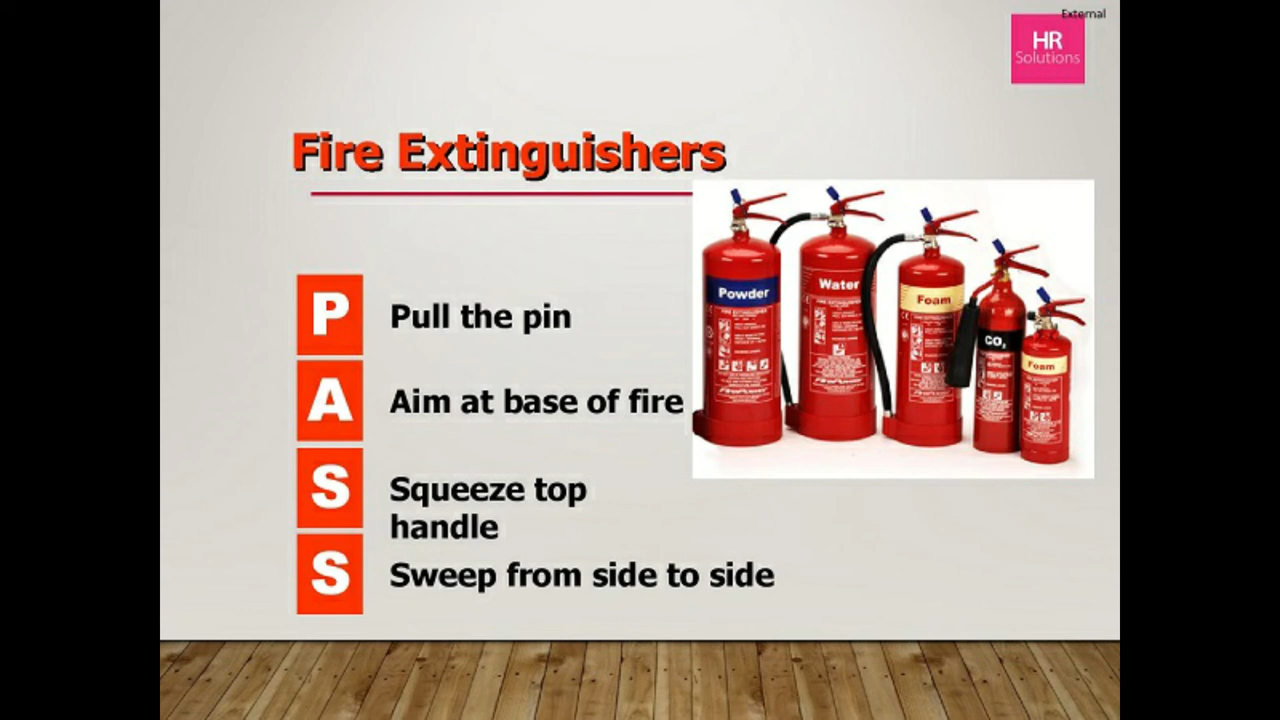 External
HR
Solutions
Fire Extinguishers
P
Pull the pin
A
Aim at base of fire
S
Squeeze top
handle
S
Sweep from side to side
Powder
Water
Foam
CO₂
Foam